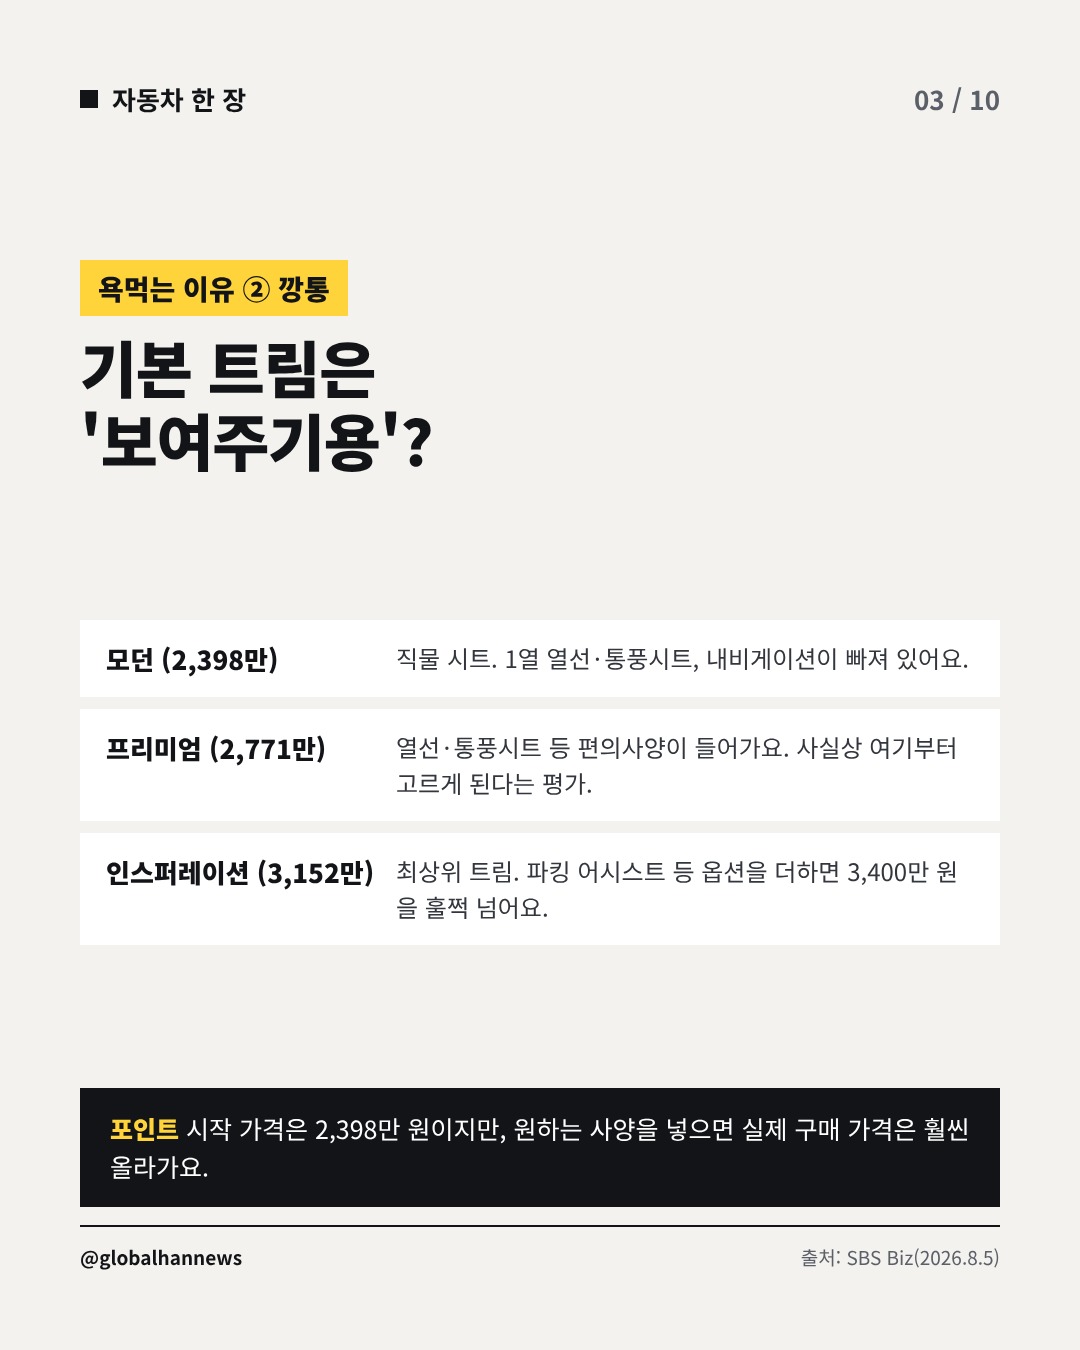 자동차 한 장
03 / 10
욕먹는 이유 ② 깡통
기본 트림은
'보여주기용'?
모던 (2,398만)
직물 시트. 1열 열선·통풍시트, 내비게이션이 빠져 있어요.
프리미엄 (2,771만)
열선·통풍시트 등 편의사양이 들어가요. 사실상 여기부터
고르게 된다는 평가.
인스퍼레이션 (3,152만)
최상위 트림. 파킹 어시스트 등 옵션을 더하면 3,400만 원
을 훌쩍 넘어요.
포인트 시작 가격은 2,398만 원이지만, 원하는 사양을 넣으면 실제 구매 가격은 훨씬
올라가요.
@globalhannews
출처: SBS Biz(2026.8.5)